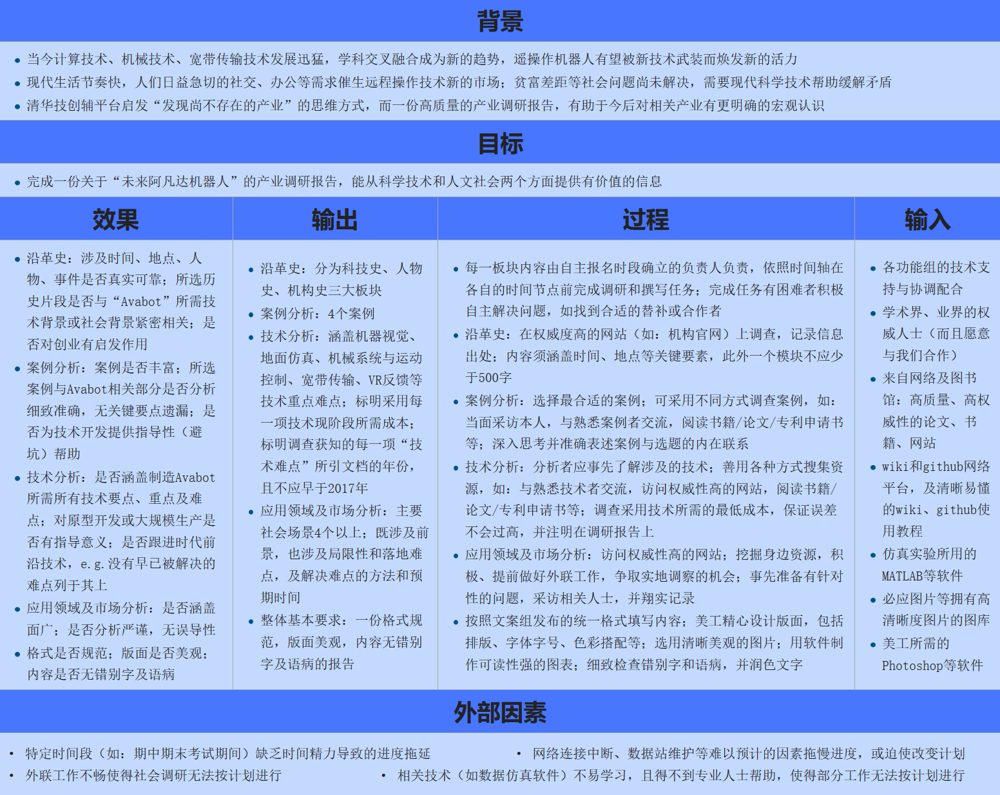 背景
当今计算技术、机械技术、宽带传输技术发展迅猛，学科交叉融合成为新的趋势，遥操作机器人有望被新技术武装而焕发新的活力
现代生活节奏快，人们日益急切的社交、办公等需求催生远程操作技术新的市场；贫富差距等社会问题尚未解决，需要现代科学技术帮助缓解矛盾
清华技创辅平台启发“发现尚不存在的产业”的思维方式，而一份高质量的产业调研报告，有助于今后对相关产业有更明确的宏观认识
目标
完成一份关于“未来阿凡达机器人”的产业调研报告，能从科学技术和人文社会两个方面提供有价值的信息
效果
沿革史：涉及时间、地点、人
物、事件是否真实可靠；所选历
史片段是否与“Avabot”所需技
术背景或社会背景紧密相关；是
否对创业有启发作用
案例分析：案例是否丰富；所选
案例与Avabot相关部分是否分析
细致准确，无关键要点遗漏；是
否为技术开发提供指导性（避
坑）帮助
技术分析：是否涵盖制造Avabot
所需所有技术要点、重点及难
点；对原型开发或大规模生产是
否有指导意义；是否跟进时代前
沿技术，e.g.没有早已被解决的
难点列于其上
应用领域及市场分析：是否涵盖
面广；是否分析严谨，无误导性
格式是否规范；版面是否美观；
内容是否无错别字及语病
输出
沿革史：分为科技史、人物
史、机构史三大板块
案例分析：4个案例
技术分析：涵盖机器视觉、
地面仿真、机械系统与运动
控制、宽带传输、VR反馈等
技术重点难点；标明采用每
一项技术现阶段所需成本；
标明调查获知的每一项“技
术难点”所引文档的年份，
且不应早于2017年
应用领域及市场分析：主要
社会场景4个以上；既涉及前
景，也涉及局限性和落地难
点，及解决难点的方法和预
期时间
整体基本要求：一份格式规
范，版面美观，内容无错别
字及语病的报告
过程
每一板块内容由自主报名时段确立的负责人负责，依照时间轴在
各自的时间节点前完成调研和撰写任务；完成任务有困难者积极
自主解决问题，如找到合适的替补或合作者
沿革史：在权威度高的网站（如：机构官网）上调查，记录信息
出处；内容须涵盖时间、地点等关键要素，此外一个模块不应少
于500字
案例分析：选择最合适的案例；可采用不同方式调查案例，如：
当面采访本人，与熟悉案例者交流，阅读书籍/论文/专利申请书
等；深入思考并准确表述案例与选题的内在联系
技术分析：分析者应事先了解涉及的技术；善用各种方式搜集资
源，如：与熟悉技术者交流，访问权威性高的网站，阅读书籍/
论文/专利申请书等；调查采用技术所需的最低成本，保证误差
不会过高，并注明在调研报告上
应用领域及市场分析：访问权威性高的网站；挖掘身边资源，积
极、提前做好外联工作，争取实地调察的机会；事先准备有针对
性的问题，采访相关人士，并翔实记录
按照文案组发布的统一格式填写内容；美工精心设计版面，包括
排版、字体字号、色彩搭配等；选用清晰美观的图片；用软件制
作可读性强的图表；细致检查错别字和语病，并润色文字
输入
各功能组的技术支
持与协调配合
学术界、业界的权
威人士（而且愿意
与我们合作）
来自网络及图书
馆：高质量、高权
威性的论文、书
籍、网站
wiki和github网络
平台，及清晰易懂
的wiki、github使
用教程
仿真实验所用的
MATLAB等软件
必应图片等拥有高
清晰度图片的图库
美工所需的
Photoshop等软件
外部因素
特定时间段（如：期中期末考试期间）缺乏时间精力导致的进度拖延
网络连接中断、数据站维护等难以预计的因素拖慢进度，或迫使改变计划
外联工作不畅使得社会调研无法按计划进行
相关技术（如数据仿真软件）不易学习，且得不到专业人士帮助，使得部分工作无法按计划进行